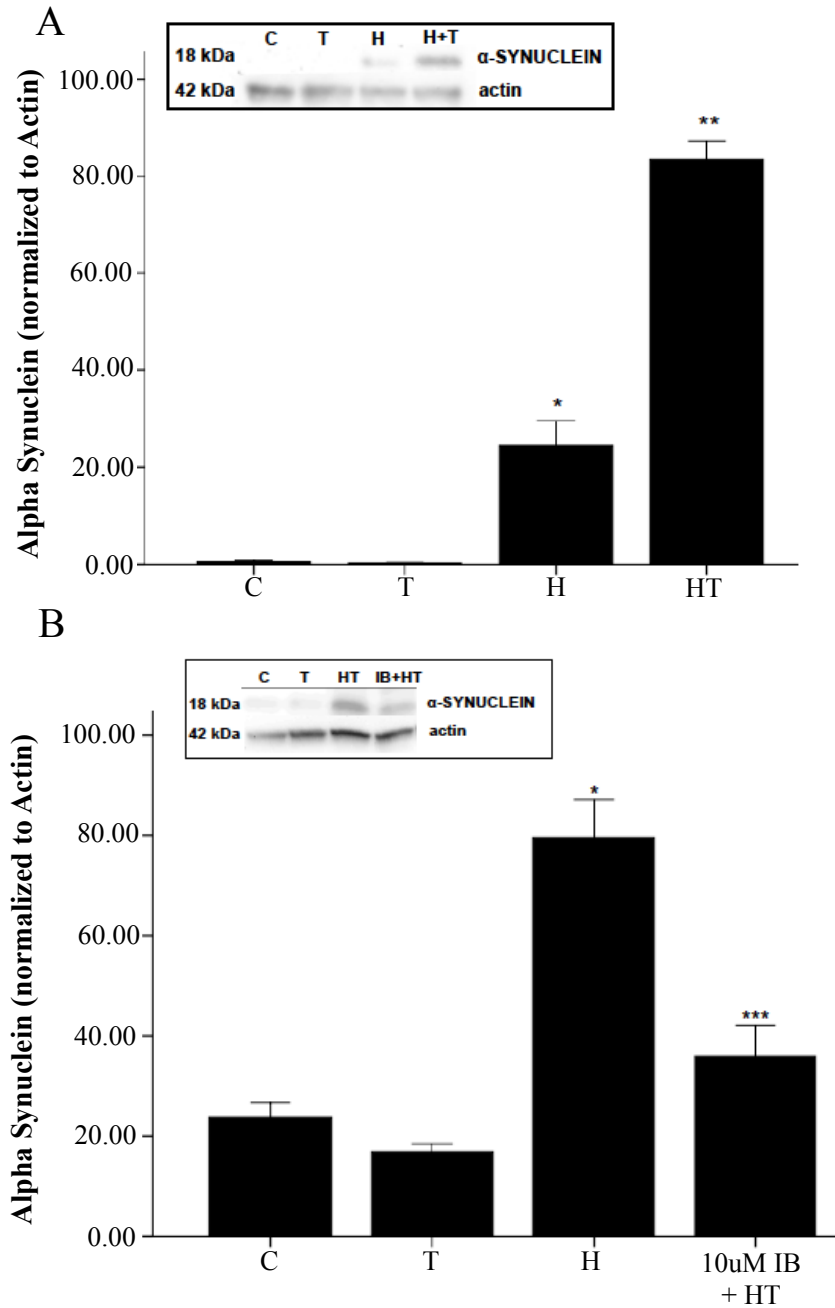 A
C T H H+T
18 kDa α-SYNUCLEIN
42 kDa actin
Alpha Synuclein (normalized to Actin)
100.00
80.00
60.00
40.00
20.00
0.00
*
**
C T H HT
B
C T HT IB+HT
18 kDa α-SYNUCLEIN
42 kDa actin
Alpha Synuclein (normalized to Actin)
100.00
80.00
60.00
40.00
20.00
0.00
*
***
C T H 10uM IB
+ HT